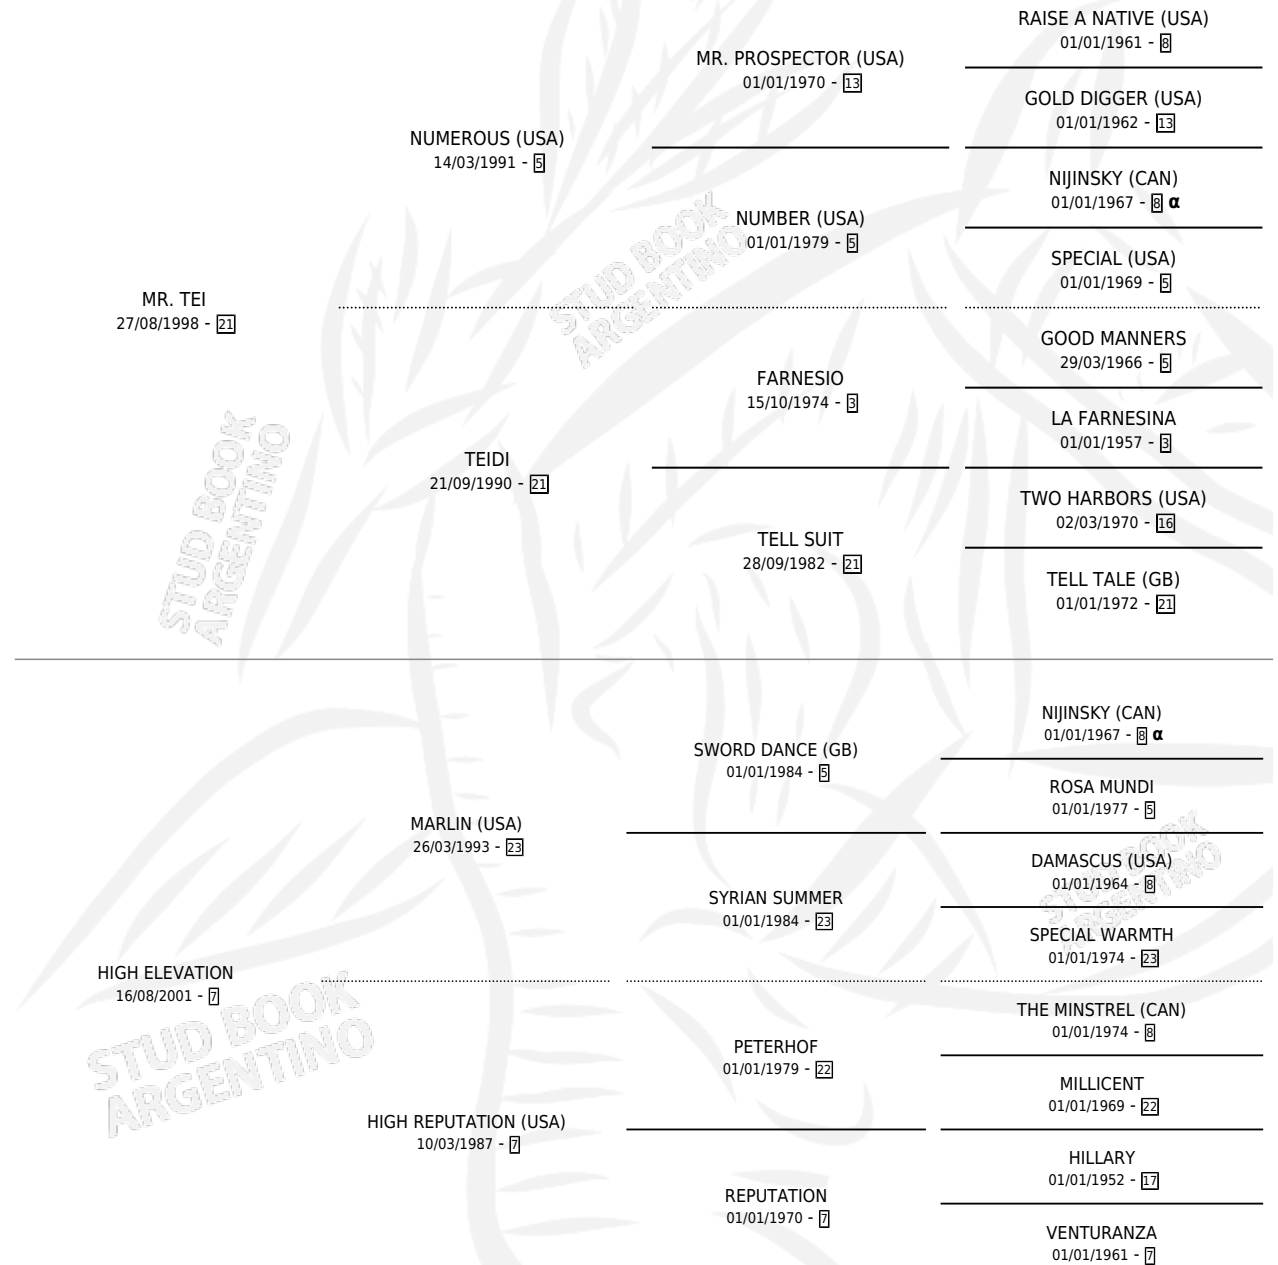 RAISE A NATIVE (USA)
01/01/1961 - 8
MR. PROSPECTOR (USA)
01/01/1970 - 13
GOLD DIGGER (USA)
01/01/1962 - 13
NUMEROUS (USA)
14/03/1991 - 5
NIJINSKY (CAN)
01/01/1967 - 8 α
NUMBER (USA)
01/01/1979 - 5
SPECIAL (USA)
01/01/1969 - 5
MR. TEI
27/08/1998 - 21
GOOD MANNERS
29/03/1966 - 5
FARNESIO
15/10/1974 - 3
LA FARNESINA
01/01/1957 - 3
TEIDI
21/09/1990 - 21
TWO HARBORS (USA)
02/03/1970 - 16
TELL SUIT
28/09/1982 - 21
TELL TALE (GB)
01/01/1972 - 21
NIJINSKY (CAN)
01/01/1967 - 8 α
SWORD DANCE (GB)
01/01/1984 - 5
ROSA MUNDI
01/01/1977 - 5
MARLIN (USA)
26/03/1993 - 23
DAMASCUS (USA)
01/01/1964 - 8
SYRIAN SUMMER
01/01/1984 - 23
SPECIAL WARMTH
01/01/1974 - 23
HIGH ELEVATION
16/08/2001 - 7
THE MINSTREL (CAN)
01/01/1974 - 8
PETERHOF
01/01/1979 - 22
MILLICENT
01/01/1969 - 22
HIGH REPUTATION (USA)
10/03/1987 - 7
HILLARY
01/01/1952 - 17
REPUTATION
01/01/1970 - 7
VENTURANZA
01/01/1961 - 7
STUD BOOK
ARGENTINO
STUD BOOK
ARGENTINO
STUD BOOK
ARGENTINO
STUD BOOK
ARGENTINO